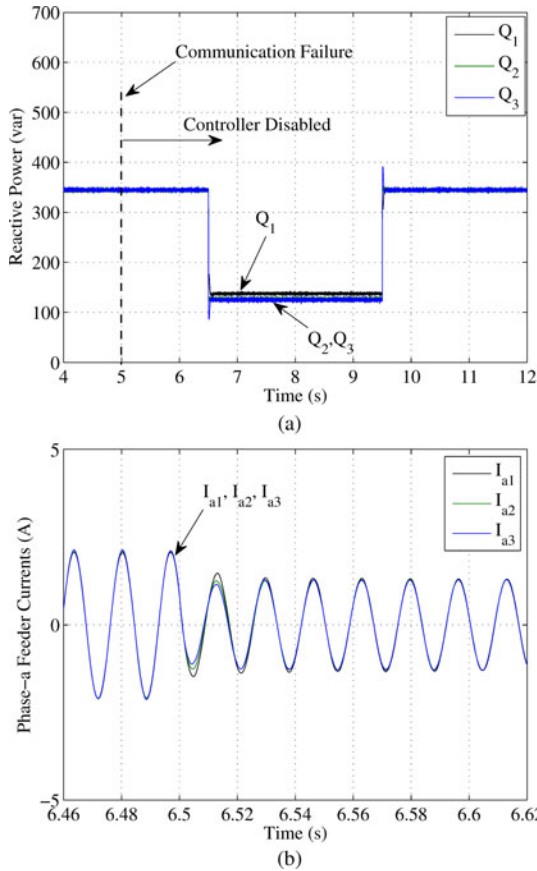 700
600
500
400
300
200
100
0
Reactive Power (var)
Communication Failure
Controller Disabled
Q1
Q2,Q3
Q1
Q2
Q3
4 5 6 7 8 9 10 11 12
Time (s)
(a)
5
0
−5
Phase−a Feeder Currents (A)
Ia1, Ia2, Ia3
Ia1
Ia2
Ia3
6.46 6.48 6.5 6.52 6.54 6.56 6.58 6.6 6.62
Time (s)
(b)